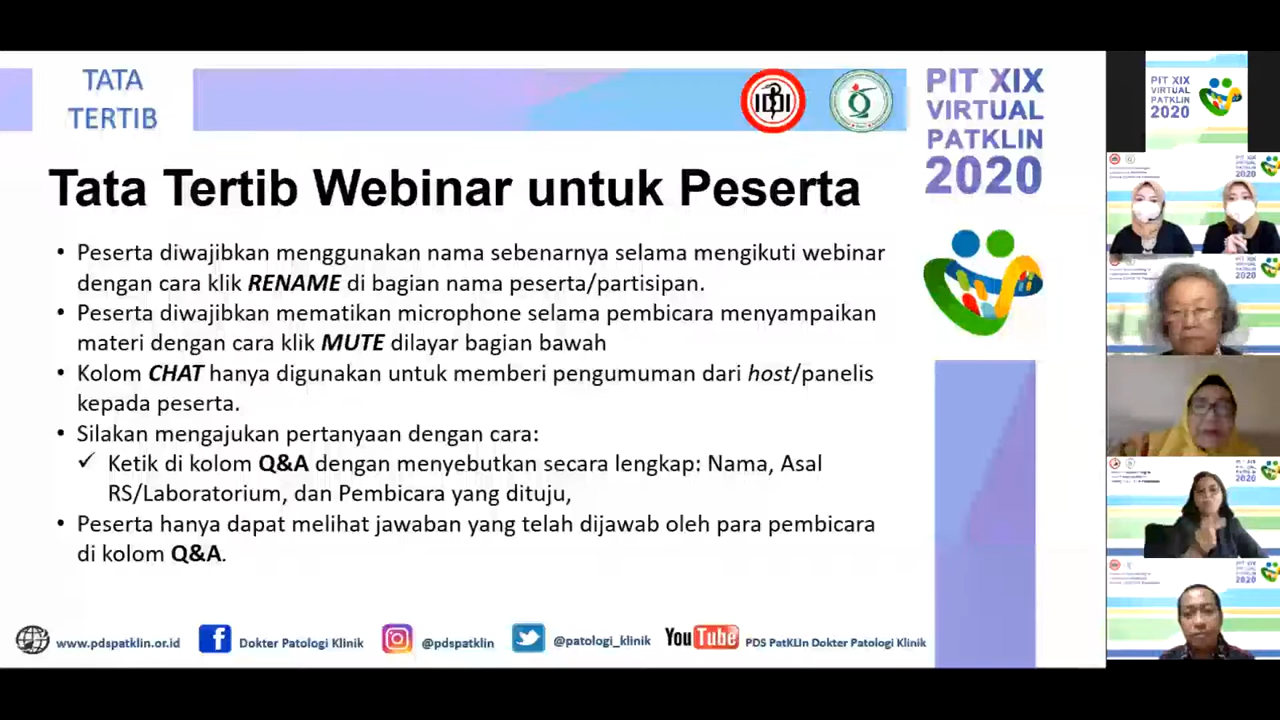 TATA
TERTIB
IDI
PIT XIX
VIRTUAL
PATKLIN
2020
Tata Tertib Webinar untuk Peserta
• Peserta diwajibkan menggunakan nama sebenarnya selama mengikuti webinar
dengan cara klik RENAME di bagian nama peserta/partisipan.
• Peserta diwajibkan mematikan microphone selama pembicara menyampaikan
materi dengan cara klik MUTE dilayar bagian bawah
• Kolom CHAT hanya digunakan untuk memberi pengumuman dari host/panelis
kepada peserta.
• Silakan mengajukan pertanyaan dengan cara:
✓ Ketik di kolom Q&A dengan menyebutkan secara lengkap: Nama, Asal
RS/Laboratorium, dan Pembicara yang dituju,
• Peserta hanya dapat melihat jawaban yang telah dijawab oleh para pembicara
di kolom Q&A.
www.pdspatklin.or.id
Dokter Patologi Klinik
@pdspatklin
@patologi_klinik
YouTube
PDS PatKLIn Dokter Patologi Klinik
PIT XIX
VIRTUAL
PATKLIN
2020
2020
2020
2020
2020